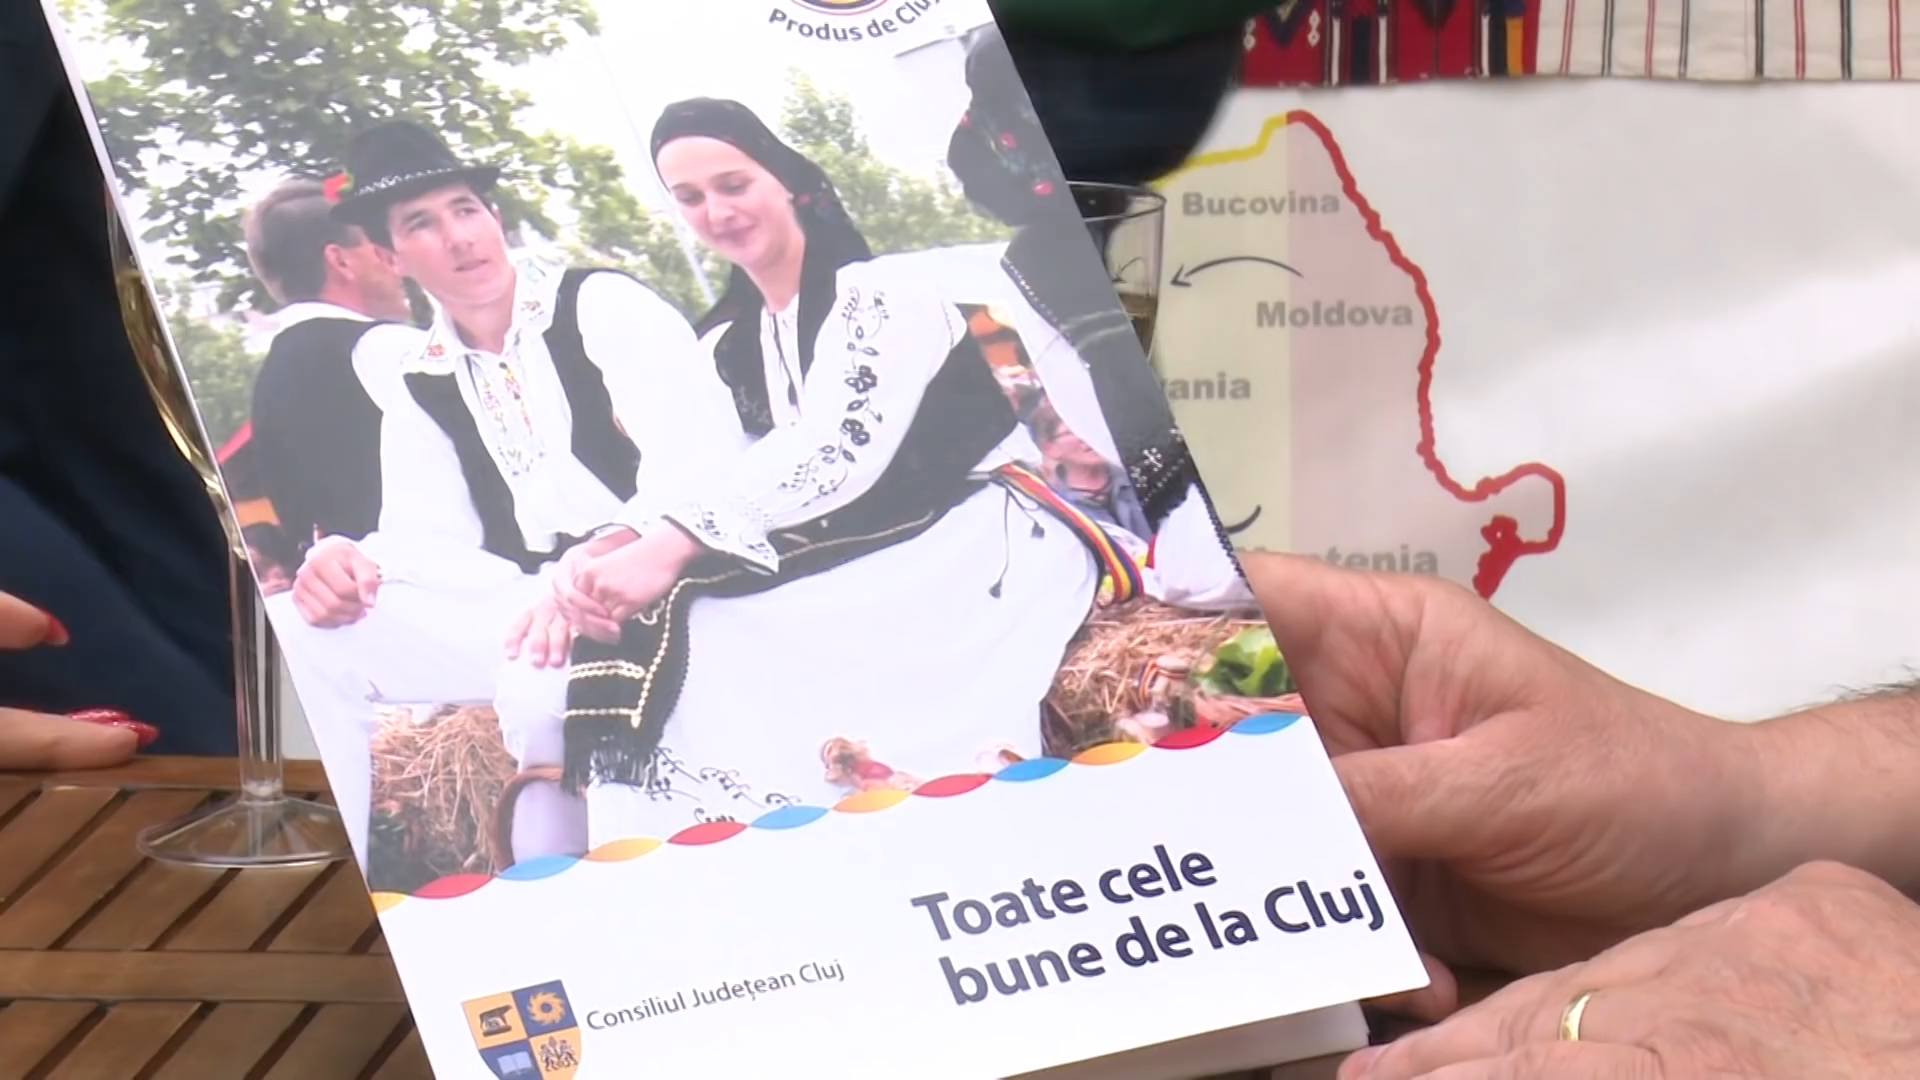 Produs de Cluj
Bucovina
Moldova
Toate cele
bune de la Cluj
Consiliul Județean Cluj